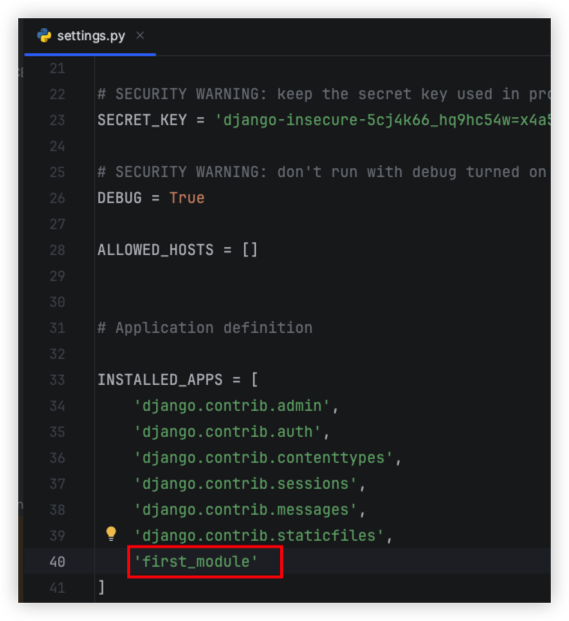 settings.py
21
22 # SECURITY WARNING: keep the secret key used in pro
23 SECRET_KEY = 'django-insecure-5cj4k66_hq9hc54w=x4a5
24
25 # SECURITY WARNING: don't run with debug turned on
26 DEBUG = True
27
28 ALLOWED_HOSTS = []
29
30
31 # Application definition
32
33 INSTALLED_APPS = [
34     'django.contrib.admin',
35     'django.contrib.auth',
36     'django.contrib.contenttypes',
37     'django.contrib.sessions',
38     'django.contrib.messages',
39     'django.contrib.staticfiles',
40     'first_module'
41 ]